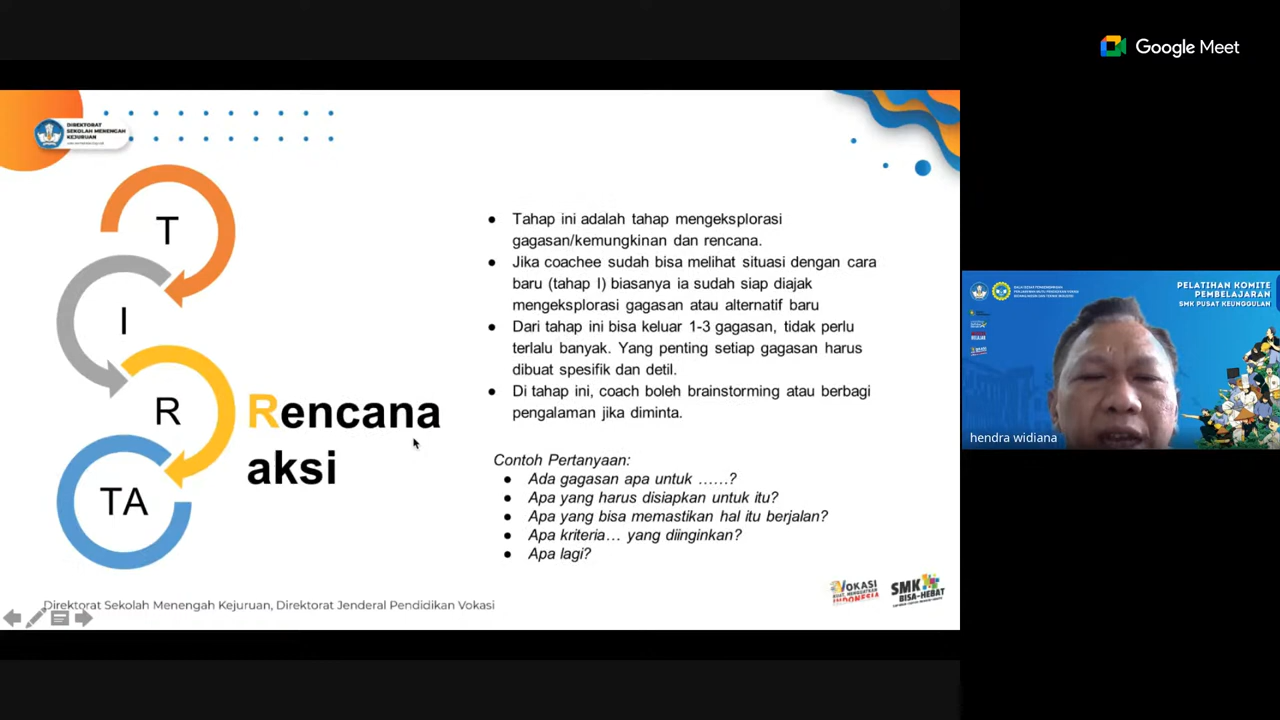 Google Meet
DIREKTORAT
SEKOLAH MENENGAH
KEJURUAN
T
I
R
TA
Rencana
aksi
● Tahap ini adalah tahap mengeksplorasi
gagasan/kemungkinan dan rencana.
● Jika coachee sudah bisa melihat situasi dengan cara
baru (tahap I) biasanya ia sudah siap diajak
mengeksplorasi gagasan atau alternatif baru
● Dari tahap ini bisa keluar 1-3 gagasan, tidak perlu
terlalu banyak. Yang penting setiap gagasan harus
dibuat spesifik dan detil.
● Di tahap ini, coach boleh brainstorming atau berbagi
pengalaman jika diminta.
Contoh Pertanyaan:
● Ada gagasan apa untuk ……?
● Apa yang harus disiapkan untuk itu?
● Apa yang bisa memastikan hal itu berjalan?
● Apa kriteria… yang diinginkan?
● Apa lagi?
Direktorat Sekolah Menengah Kejuruan, Direktorat Jenderal Pendidikan Vokasi
VOKASI
INDONESIA
SMK
BISA-HEBAT
PELATIHAN KOMITE
PEMBELAJARAN
SMK PUSAT KEUNGGULAN
hendra widiana